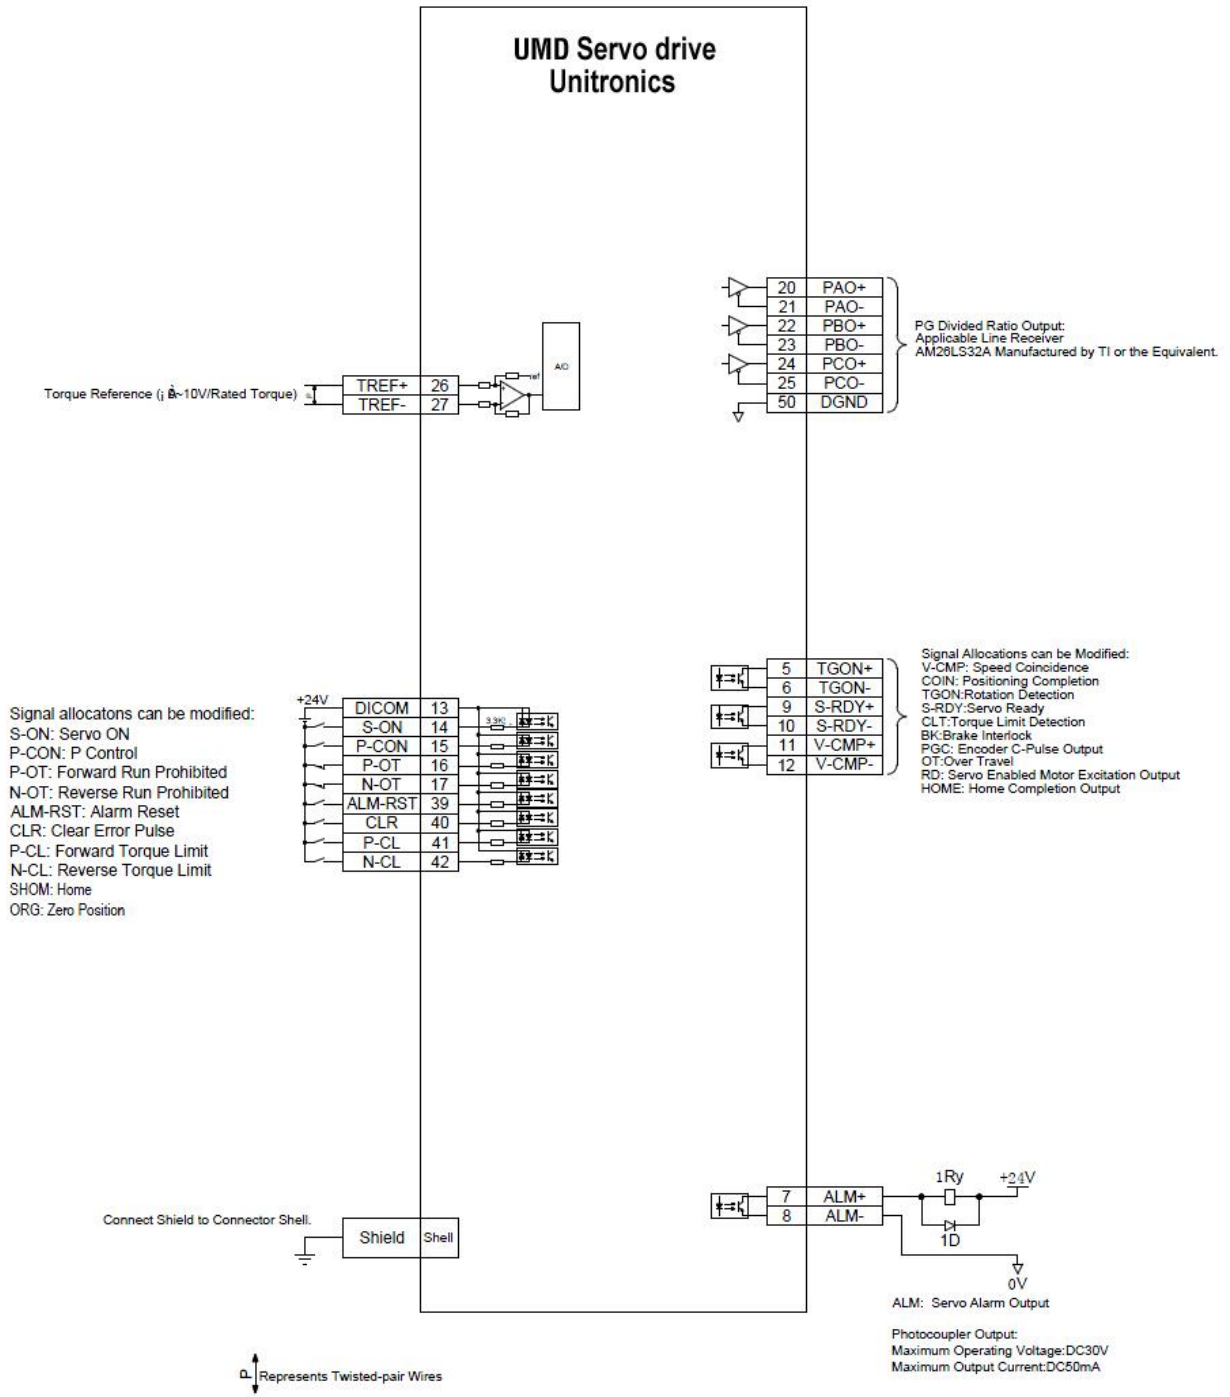 UMD Servo drive
Unitronics
20 PAO+
21 PAO-
22 PBO+
23 PBO-
24 PCO+
25 PCO-
50 DGND
PG Divided Ratio Output:
Applicable Line Receiver
AM26LS32A Manufactured by TI or the Equivalent.
Torque Reference (¡ À~10V/Rated Torque)
P
TREF+ 26
TREF- 27
ref
A/D
5 TGON+
6 TGON-
9 S-RDY+
10 S-RDY-
11 V-CMP+
12 V-CMP-
Signal Allocations can be Modified:
V-CMP: Speed Coincidence
COIN: Positioning Completion
TGON:Rotation Detection
S-RDY:Servo Ready
CLT:Torque Limit Detection
BK:Brake Interlock
PGC: Encoder C-Pulse Output
OT:Over Travel
RD: Servo Enabled Motor Excitation Output
HOME: Home Completion Output
Signal allocatons can be modified:
S-ON: Servo ON
P-CON: P Control
P-OT: Forward Run Prohibited
N-OT: Reverse Run Prohibited
ALM-RST: Alarm Reset
CLR: Clear Error Pulse
P-CL: Forward Torque Limit
N-CL: Reverse Torque Limit
SHOM: Home
ORG: Zero Position
+24V
DICOM 13
S-ON 14
P-CON 15
P-OT 16
N-OT 17
ALM-RST 39
CLR 40
P-CL 41
N-CL 42
3.3K
Connect Shield to Connector Shell.
Shield Shell
7 ALM+
8 ALM-
1Ry
+24V
1D
0V
ALM: Servo Alarm Output
Photocoupler Output:
Maximum Operating Voltage:DC30V
Maximum Output Current:DC50mA
P Represents Twisted-pair Wires